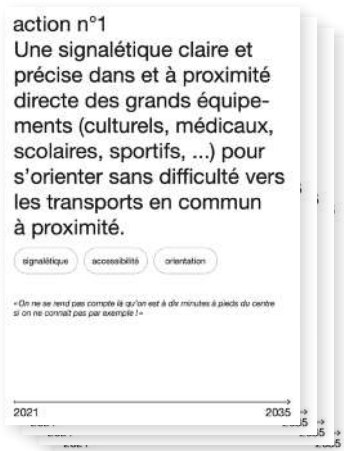 action n°1
Une signalétique claire et
précise dans et à proximité
directe des grands équipe-
ments (culturels, médicaux,
scolaires, sportifs, ...) pour
s'orienter sans difficulté vers
les transports en commun
à proximité.
signalétique accessibilité orientation
«On ne se rend pas compte là qu'on est à dix minutes à pieds du centre
si on ne connait pas par exemple !»
2021 2035